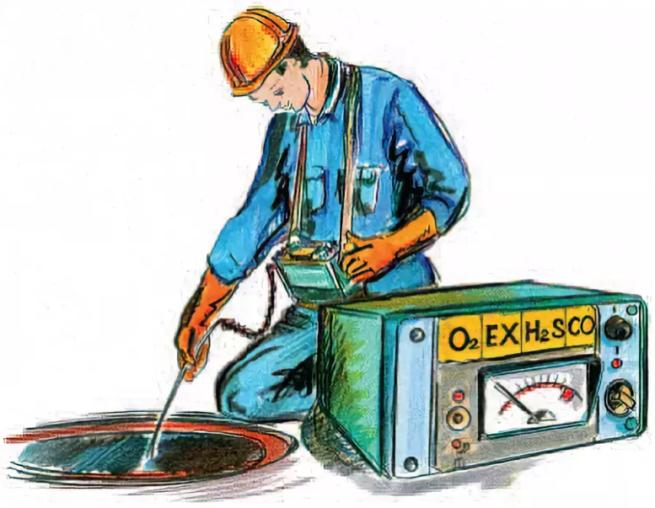 O₂ EX H₂S CO